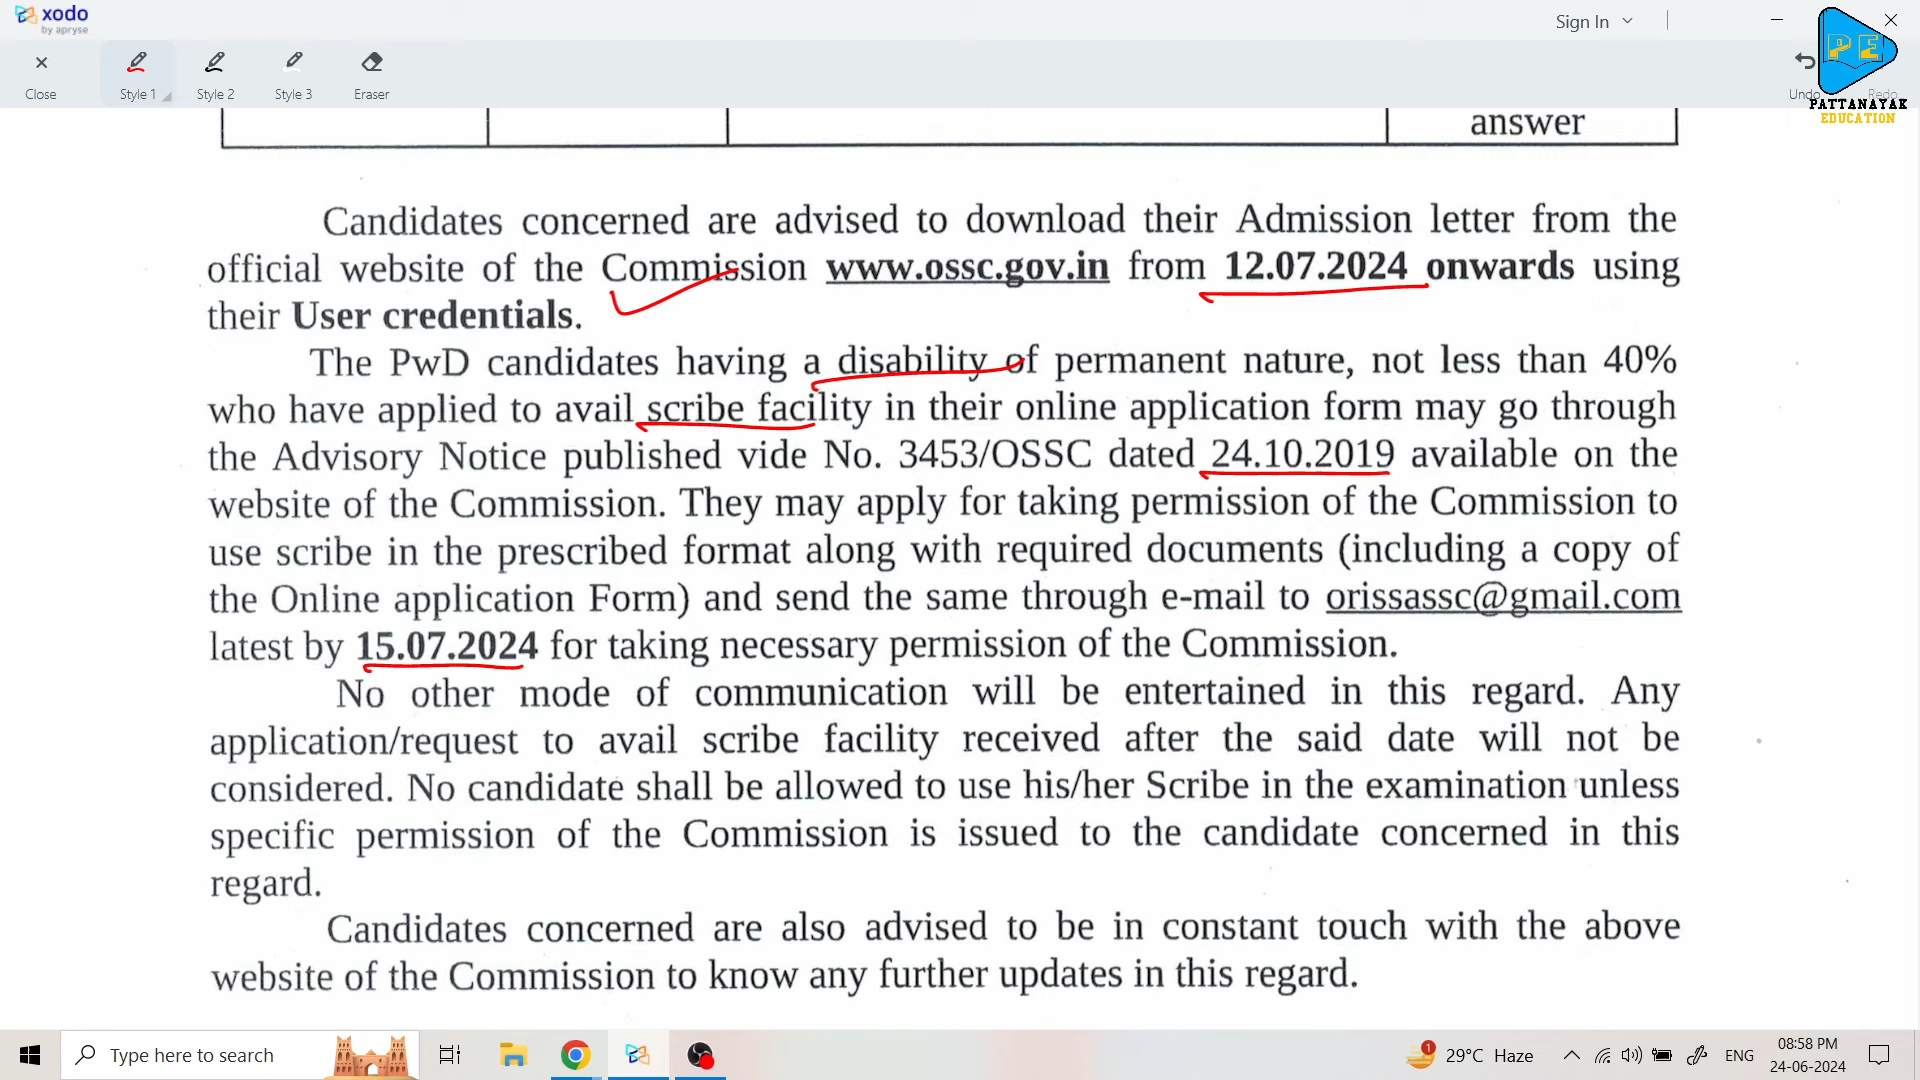 xodo
by apryse
Sign In
Close
Style 1
Style 2
Style 3
Eraser
Undo
Redo
PE
PATTANAYAK
EDUCATION
answer
Candidates concerned are advised to download their Admission letter from the
official website of the Commission www.ossc.gov.in from 12.07.2024 onwards using
their User credentials.
The PwD candidates having a disability of permanent nature, not less than 40%
who have applied to avail scribe facility in their online application form may go through
the Advisory Notice published vide No. 3453/OSSC dated 24.10.2019 available on the
website of the Commission. They may apply for taking permission of the Commission to
use scribe in the prescribed format along with required documents (including a copy of
the Online application Form) and send the same through e-mail to orissassc@gmail.com
latest by 15.07.2024 for taking necessary permission of the Commission.
No other mode of communication will be entertained in this regard. Any
application/request to avail scribe facility received after the said date will not be
considered. No candidate shall be allowed to use his/her Scribe in the examination unless
specific permission of the Commission is issued to the candidate concerned in this
regard.
Candidates concerned are also advised to be in constant touch with the above
website of the Commission to know any further updates in this regard.
Type here to search
1
29°C Haze
ENG
08:58 PM
24-06-2024